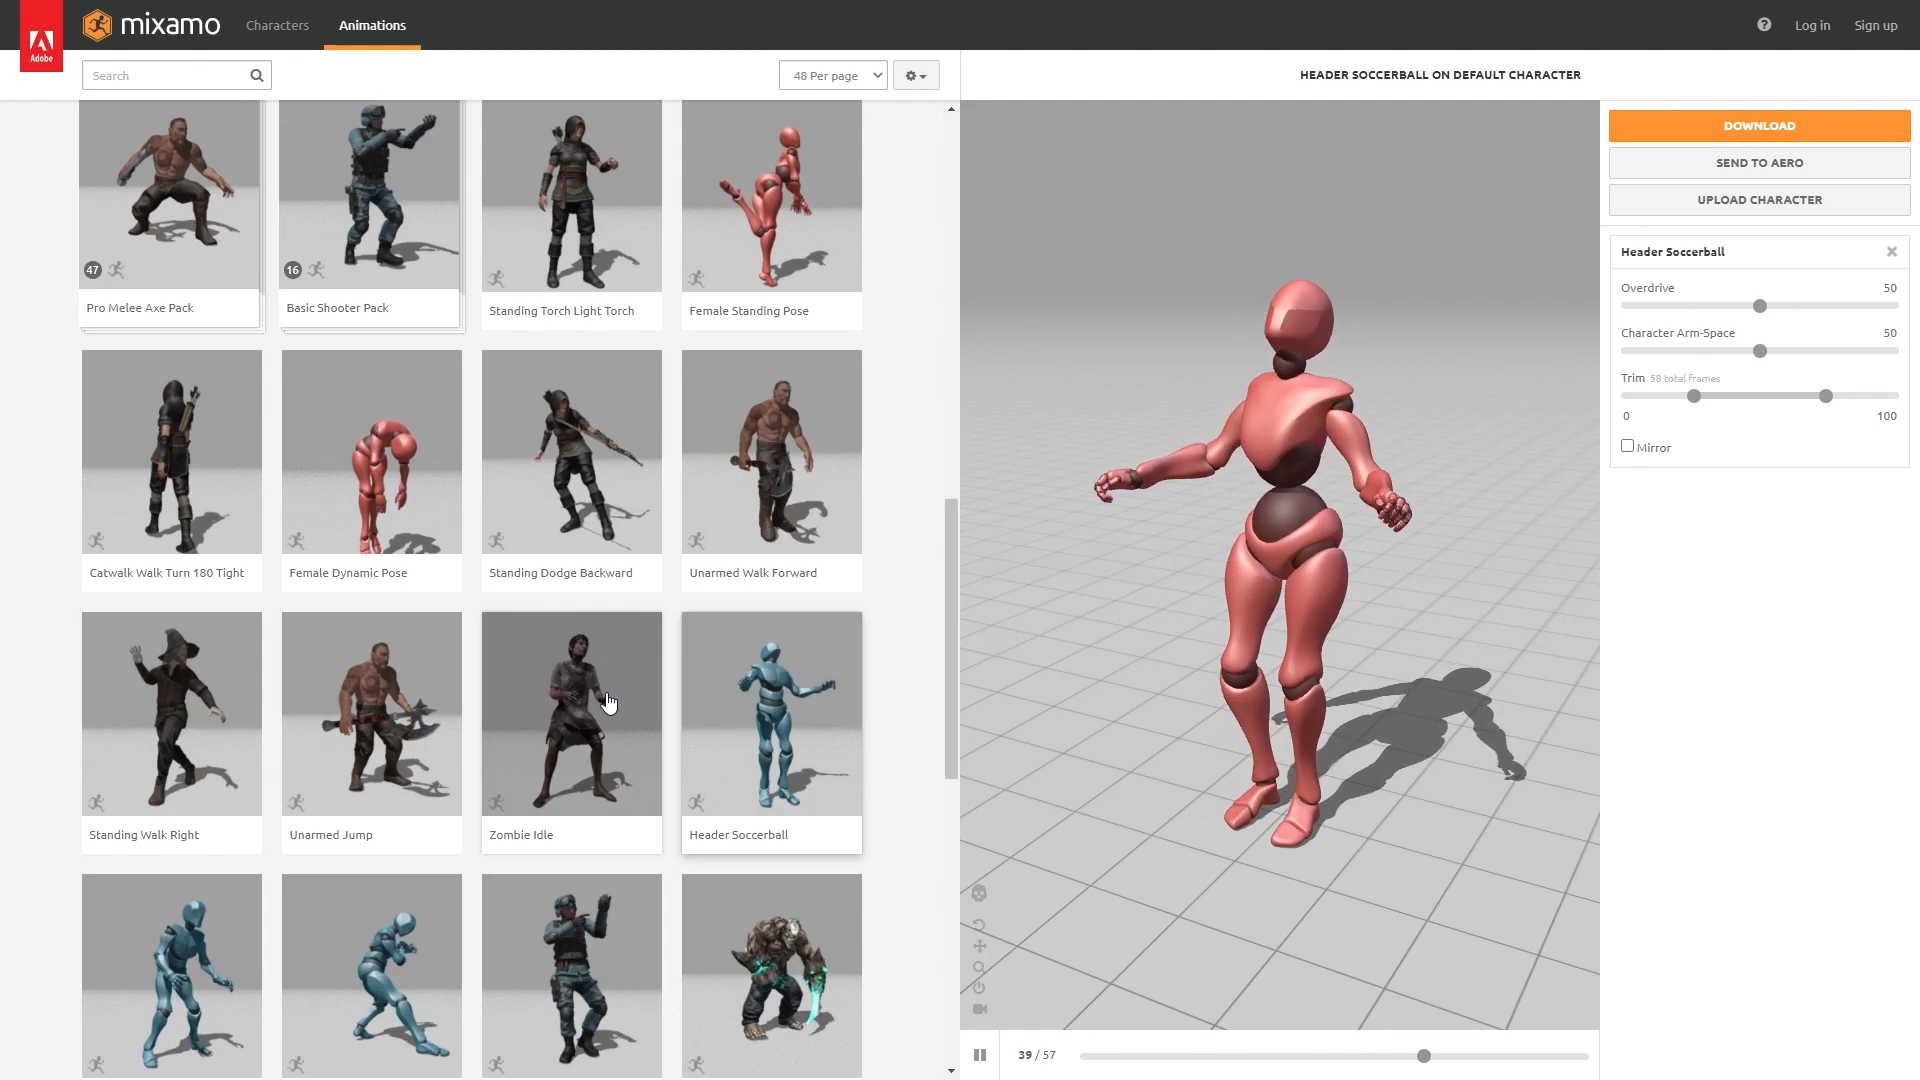 Adobe
mixamo
Characters
Animations
Log in
Sign up
Search
48 Per page
HEADER SOCCERBALL ON DEFAULT CHARACTER
47
16
Pro Melee Axe Pack
Basic Shooter Pack
Standing Torch Light Torch
Female Standing Pose
Catwalk Walk Turn 180 Tight
Female Dynamic Pose
Standing Dodge Backward
Unarmed Walk Forward
Standing Walk Right
Unarmed Jump
Zombie Idle
Header Soccerball
39 / 57
DOWNLOAD
SEND TO AERO
UPLOAD CHARACTER
Header Soccerball
Overdrive 50
Character Arm-Space 50
Trim 58 total frames
0 100
Mirror